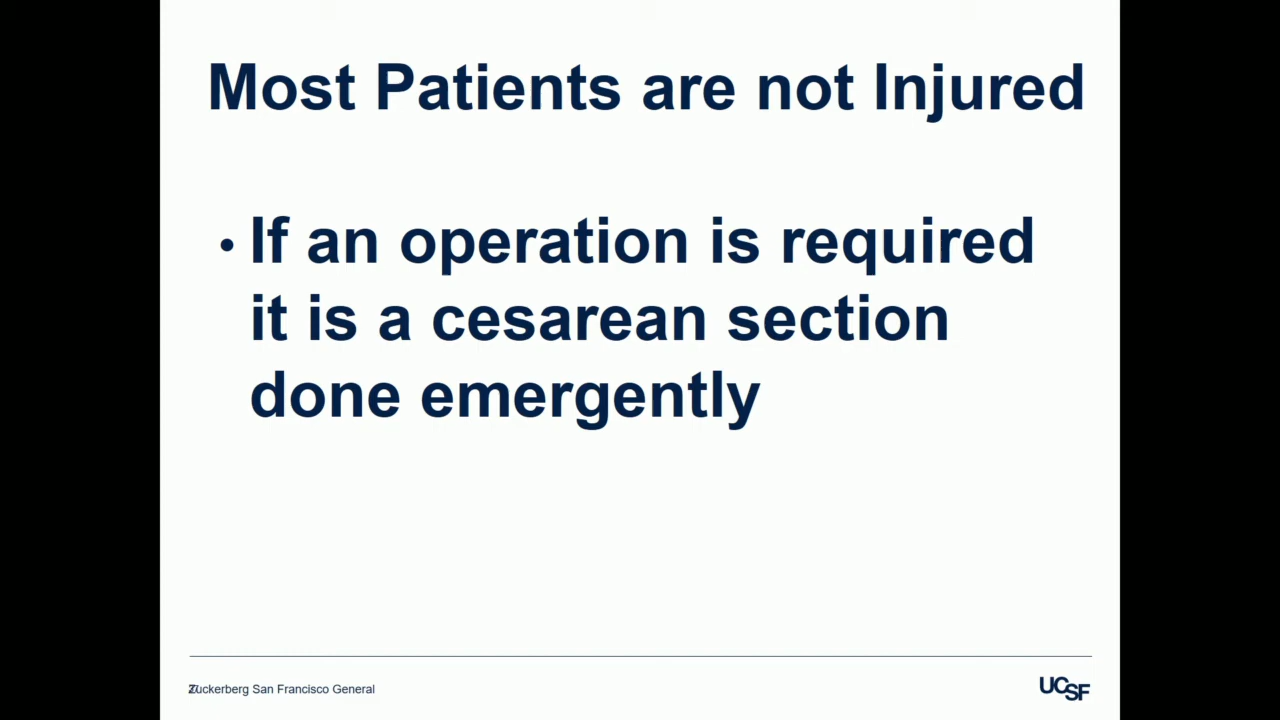 Most Patients are not Injured
• If an operation is required
it is a cesarean section
done emergently
Zuckerberg San Francisco General
UCSF